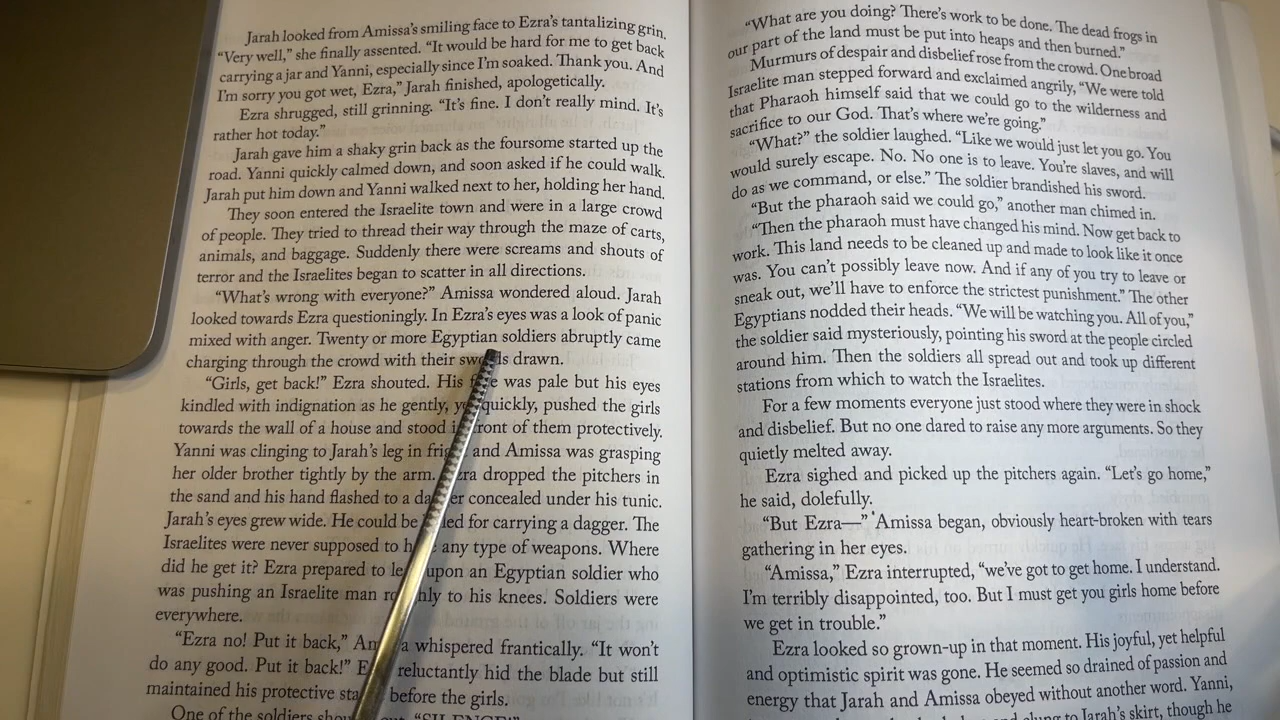 Jarah looked from Amissa's smiling face to Ezra's tantalizing grin.
“Very well,” she finally assented. “It would be hard for me to get back
carrying a jar and Yanni, especially since I'm soaked. Thank you. And
I'm sorry you got wet, Ezra,” Jarah finished, apologetically.
Ezra shrugged, still grinning. “It's fine. I don't really mind. It's
rather hot today.”
Jarah gave him a shaky grin back as the foursome started up the
road. Yanni quickly calmed down, and soon asked if he could walk.
Jarah put him down and Yanni walked next to her, holding her hand.
They soon entered the Israelite town and were in a large crowd
of people. They tried to thread their way through the maze of carts,
animals, and baggage. Suddenly there were screams and shouts of
terror and the Israelites began to scatter in all directions.
“What's wrong with everyone?” Amissa wondered aloud. Jarah
looked towards Ezra questioningly. In Ezra's eyes was a look of panic
mixed with anger. Twenty or more Egyptian soldiers abruptly came
charging through the crowd with their drawn.
“Girls, get back!” Ezra shouted. His was pale but his eyes
kindled with indignation as he gently, quickly, pushed the girls
towards the wall of a house and stood front of them protectively.
Yanni was clinging to Jarah's leg in and Amissa was grasping
her older brother tightly by the arm. dropped the pitchers in
the sand and his hand flashed to a concealed under his tunic.
Jarah's eyes grew wide. He could be for carrying a dagger. The
Israelites were never supposed to any type of weapons. Where
did he get it? Ezra prepared to upon an Egyptian soldier who
was pushing an Israelite man to his knees. Soldiers were
everywhere.
“Ezra no! Put it back,” whispered frantically. “It won't
do any good. Put it back!” reluctantly hid the blade but still
maintained his protective before the girls.
One of the soldiers “SILENCE!”
“What are you doing? There's work to be done. The dead frogs in
our part of the land must be put into heaps and then burned.”
Murmurs of despair and disbelief rose from the crowd. One broad
Israelite man stepped forward and exclaimed angrily, “We were told
that Pharaoh himself said that we could go to the wilderness and
sacrifice to our God. That's where we're going.”
“What?” the soldier laughed. “Like we would just let you go. You
would surely escape. No. No one is to leave. You're slaves, and will
do as we command, or else.” The soldier brandished his sword.
“But the pharaoh said we could go,” another man chimed in.
“Then the pharaoh must have changed his mind. Now get back to
work. This land needs to be cleaned up and made to look like it once
was. You can't possibly leave now. And if any of you try to leave or
sneak out, we'll have to enforce the strictest punishment.” The other
Egyptians nodded their heads. “We will be watching you. All of you,”
the soldier said mysteriously, pointing his sword at the people circled
around him. Then the soldiers all spread out and took up different
stations from which to watch the Israelites.
For a few moments everyone just stood where they were in shock
and disbelief. But no one dared to raise any more arguments. So they
quietly melted away.
Ezra sighed and picked up the pitchers again. “Let's go home,”
he said, dolefully.
“But Ezra—” Amissa began, obviously heart-broken with tears
gathering in her eyes.
“Amissa,” Ezra interrupted, “we've got to get home. I understand.
I'm terribly disappointed, too. But I must get you girls home before
we get in trouble.”
Ezra looked so grown-up in that moment. His joyful, yet helpful
and optimistic spirit was gone. He seemed so drained of passion and
energy that Jarah and Amissa obeyed without another word. Yanni,
clung to Jarah's skirt, though he